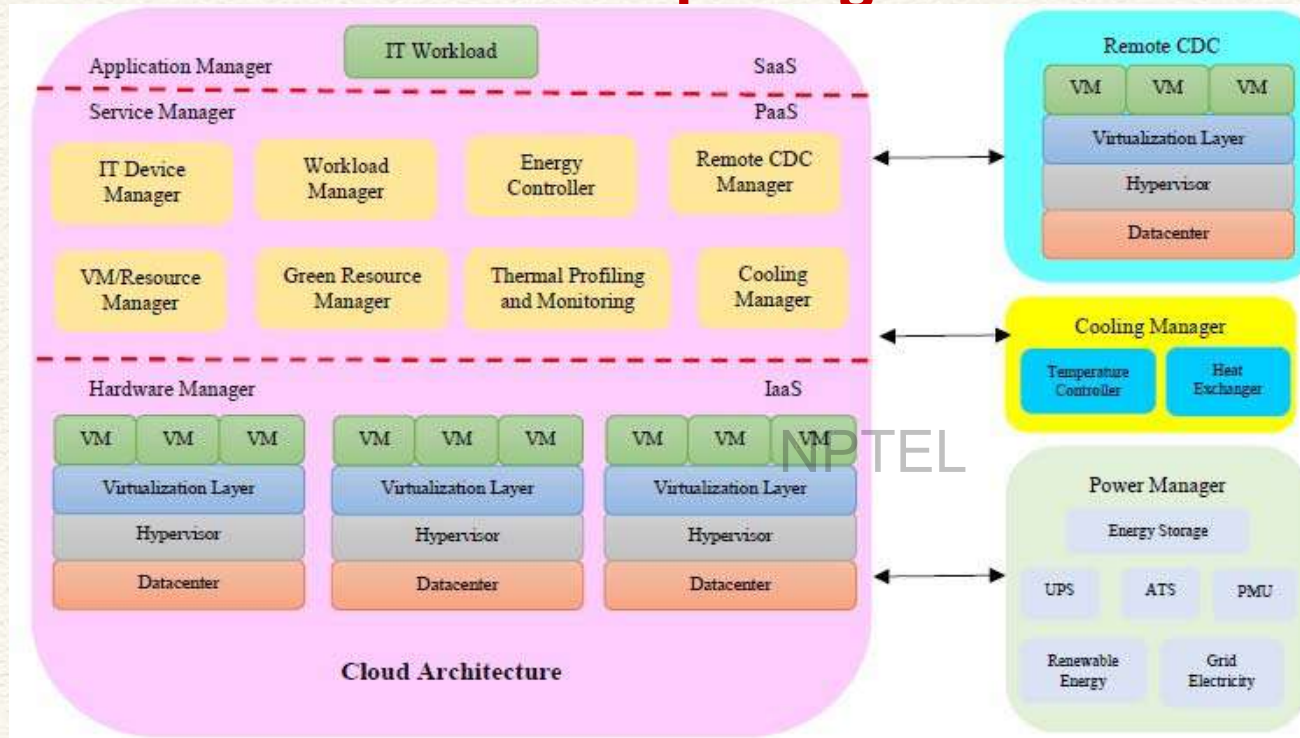 IT Workload
Application Manager
SaaS
Service Manager
PaaS
IT Device
Manager
Workload
Manager
Energy
Controller
Remote CDC
Manager
VM/Resource
Manager
Green Resource
Manager
Thermal Profiling
and Monitoring
Cooling
Manager
Hardware Manager
IaaS
VM VM VM
Virtualization Layer
Hypervisor
Datacenter
VM VM VM
Virtualization Layer
Hypervisor
Datacenter
VM VM VM
Virtualization Layer
Hypervisor
Datacenter
Cloud Architecture
Remote CDC
VM VM VM
Virtualization Layer
Hypervisor
Datacenter
Cooling Manager
Temperature
Controller
Heat
Exchanger
NPTEL
Power Manager
Energy Storage
UPS
ATS
PMU
Renewable
Energy
Grid
Electricity